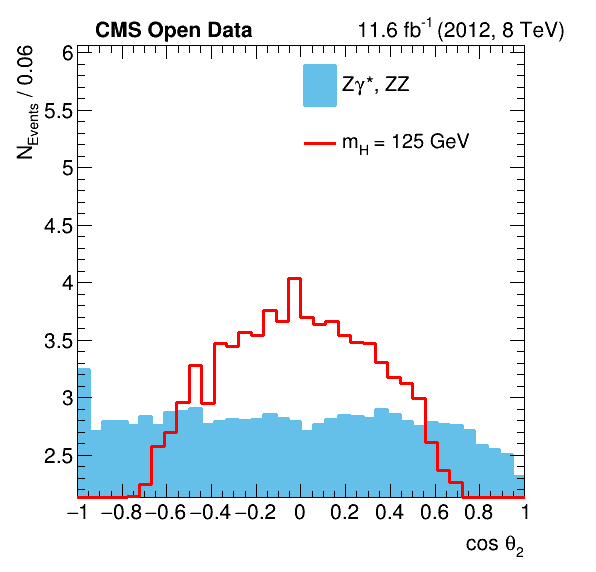 CMS Open Data 11.6 fb⁻¹ (2012, 8 TeV)
N_Events / 0.06
Zγ*, ZZ
m_H = 125 GeV
6
5.5
5
4.5
4
3.5
3
2.5
−1 −0.8 −0.6 −0.4 −0.2 0 0.2 0.4 0.6 0.8 1
cos θ₂